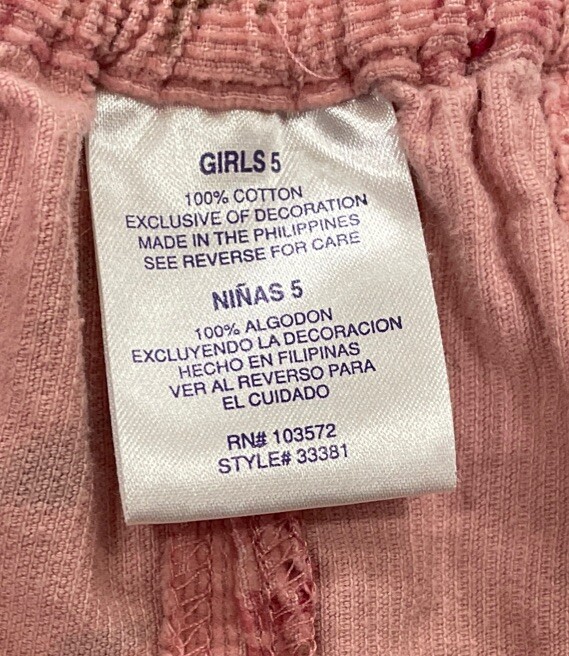 GIRLS 5
100% COTTON
EXCLUSIVE OF DECORATION
MADE IN THE PHILIPPINES
SEE REVERSE FOR CARE
NIÑAS 5
100% ALGODON
EXCLUYENDO LA DECORACION
HECHO EN FILIPINAS
VER AL REVERSO PARA
EL CUIDADO
RN# 103572
STYLE# 33381